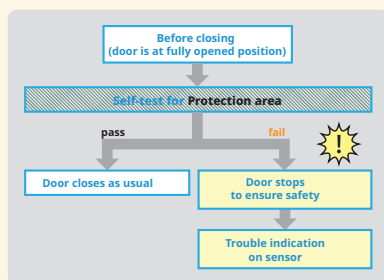 Before closing
(door is at fully opened position)
Self-test for Protection area
pass
fail
!
Door closes as usual
Door stops
to ensure safety
Trouble indication
on sensor